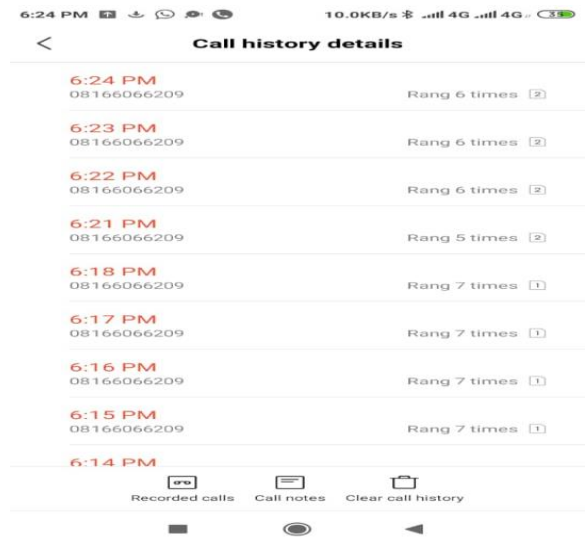 6:24 PM 10.0KB/s 4G 4G 35
Call history details
6:24 PM
08166066209 Rang 6 times 2
6:23 PM
08166066209 Rang 6 times 2
6:22 PM
08166066209 Rang 6 times 2
6:21 PM
08166066209 Rang 5 times 2
6:18 PM
08166066209 Rang 7 times 1
6:17 PM
08166066209 Rang 7 times 1
6:16 PM
08166066209 Rang 7 times 1
6:15 PM
08166066209 Rang 7 times 1
6:14 PM
Recorded calls Call notes Clear call history